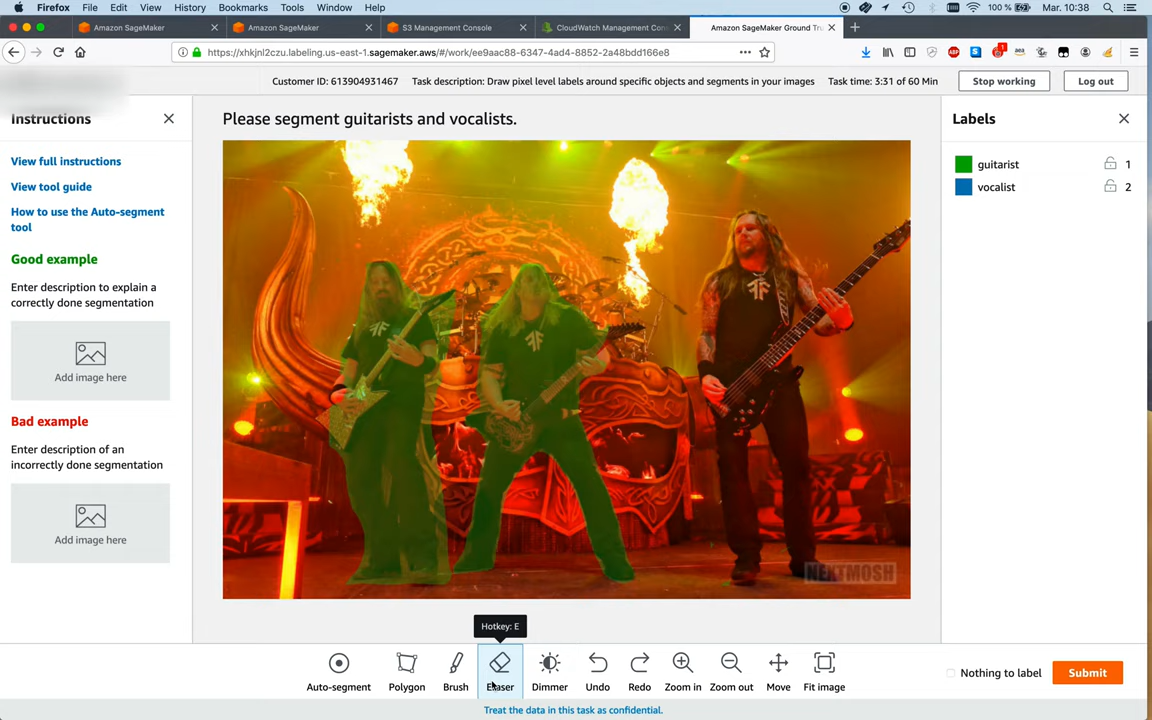 Firefox File Edit View History Bookmarks Tools Window Help 100 % Mar. 10:38
Amazon SageMaker Amazon SageMaker S3 Management Console CloudWatch Management Con Amazon SageMaker Ground Tru
https://xhkjnl2czu.labeling.us-east-1.sagemaker.aws/#/work/ee9aac88-6347-4ad4-8852-2a48bdd166e8
Customer ID: 613904931467 Task description: Draw pixel level labels around specific objects and segments in your images Task time: 3:31 of 60 Min Stop working Log out
Instructions
Please segment guitarists and vocalists.
Labels
View full instructions
View tool guide
How to use the Auto-segment
tool
Good example
Enter description to explain a
correctly done segmentation
Add image here
Bad example
Enter description of an
incorrectly done segmentation
Add image here
guitarist 1
vocalist 2
NEXTMOSH
Hotkey: E
Auto-segment Polygon Brush Eraser Dimmer Undo Redo Zoom in Zoom out Move Fit image
Nothing to label Submit
Treat the data in this task as confidential.